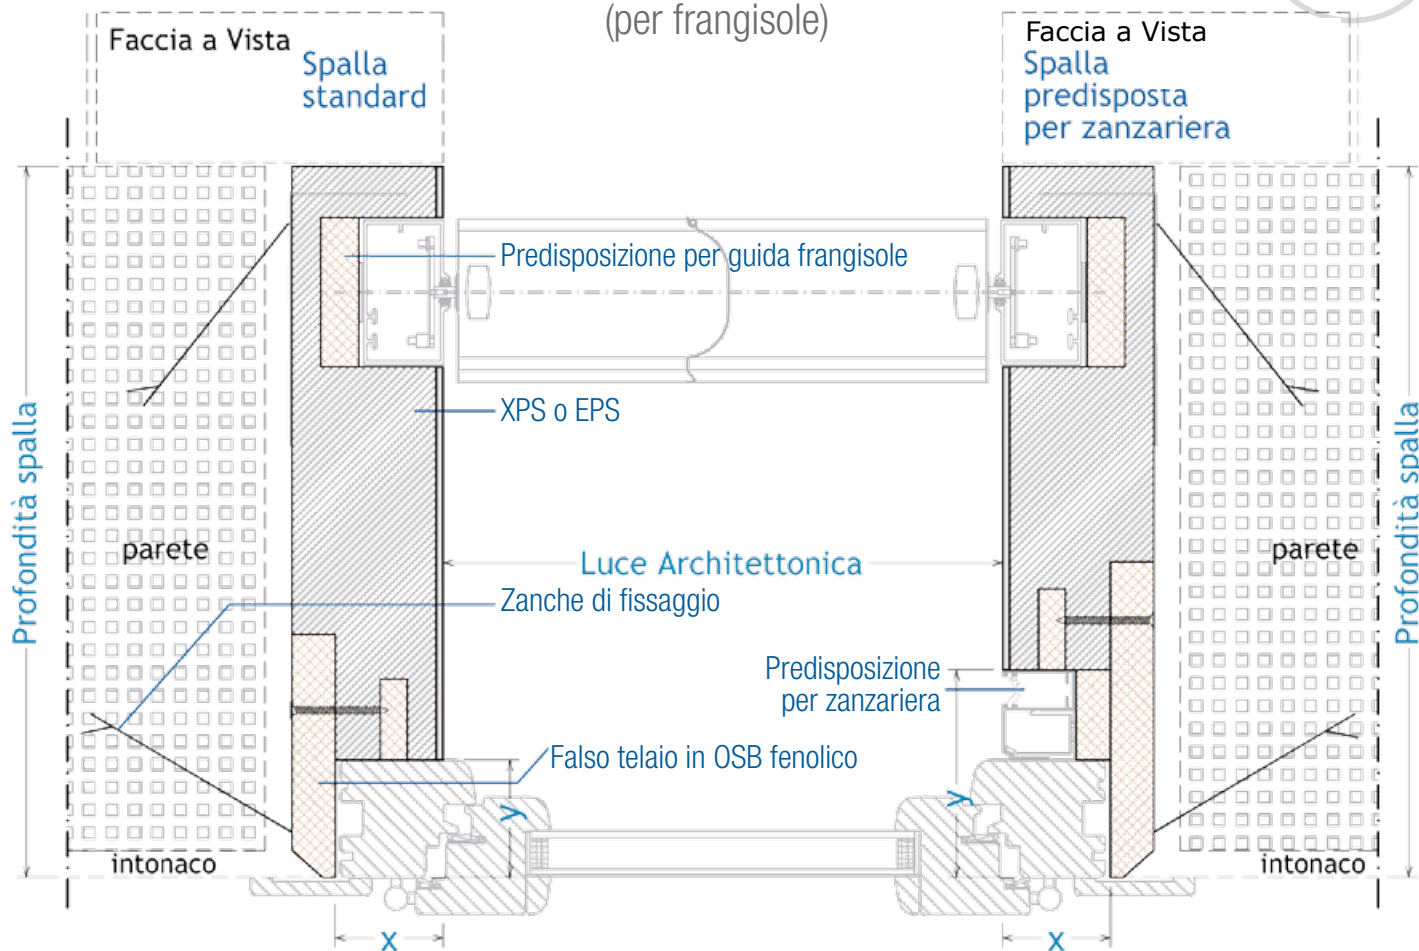 (per frangisole)
Faccia a Vista
Spalla
standard
Faccia a Vista
Spalla
predisposta
per zanzariera
Predisposizione per guida frangisole
XPS o EPS
Profondità spalla
Profondità spalla
parete
parete
Luce Architettonica
Zanche di fissaggio
Predisposizione
per zanzariera
Falso telaio in OSB fenolico
y
y
intonaco
intonaco
x
x